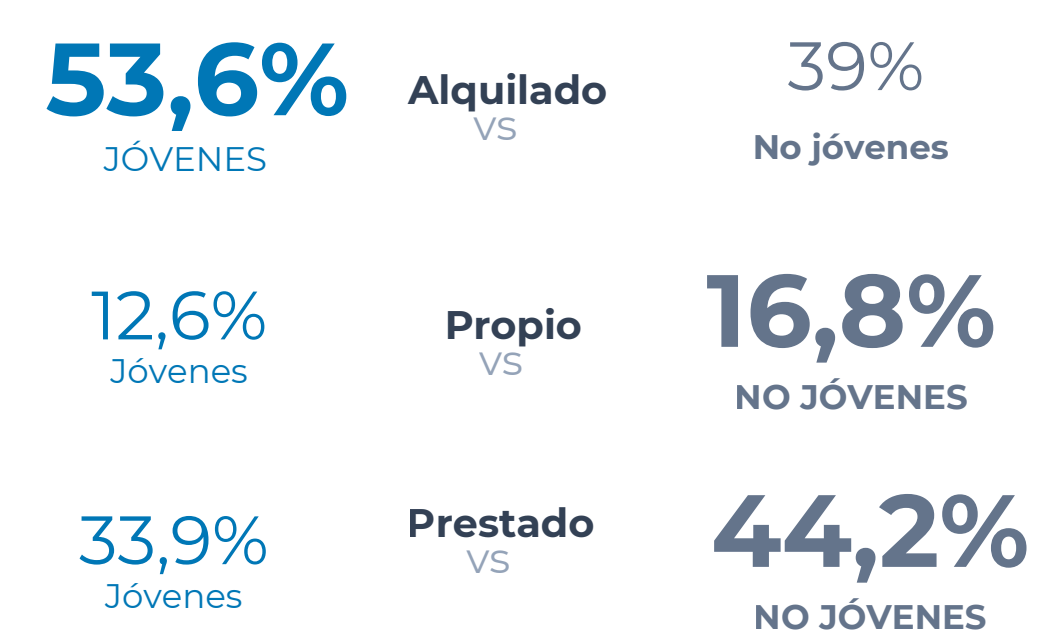 53,6%
JÓVENES
Alquilado
VS
39%
No jóvenes
12,6%
Jóvenes
Propio
VS
16,8%
NO JÓVENES
33,9%
Jóvenes
Prestado
VS
44,2%
NO JÓVENES